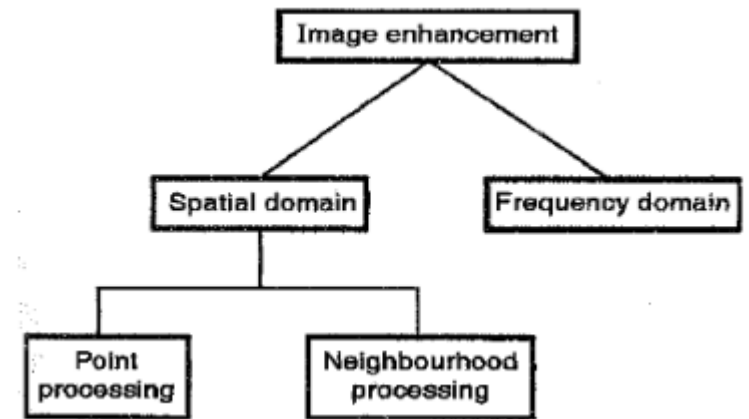 Image enhancement
Spatial domain
Frequency domain
Point
processing
Neighbourhood
processing